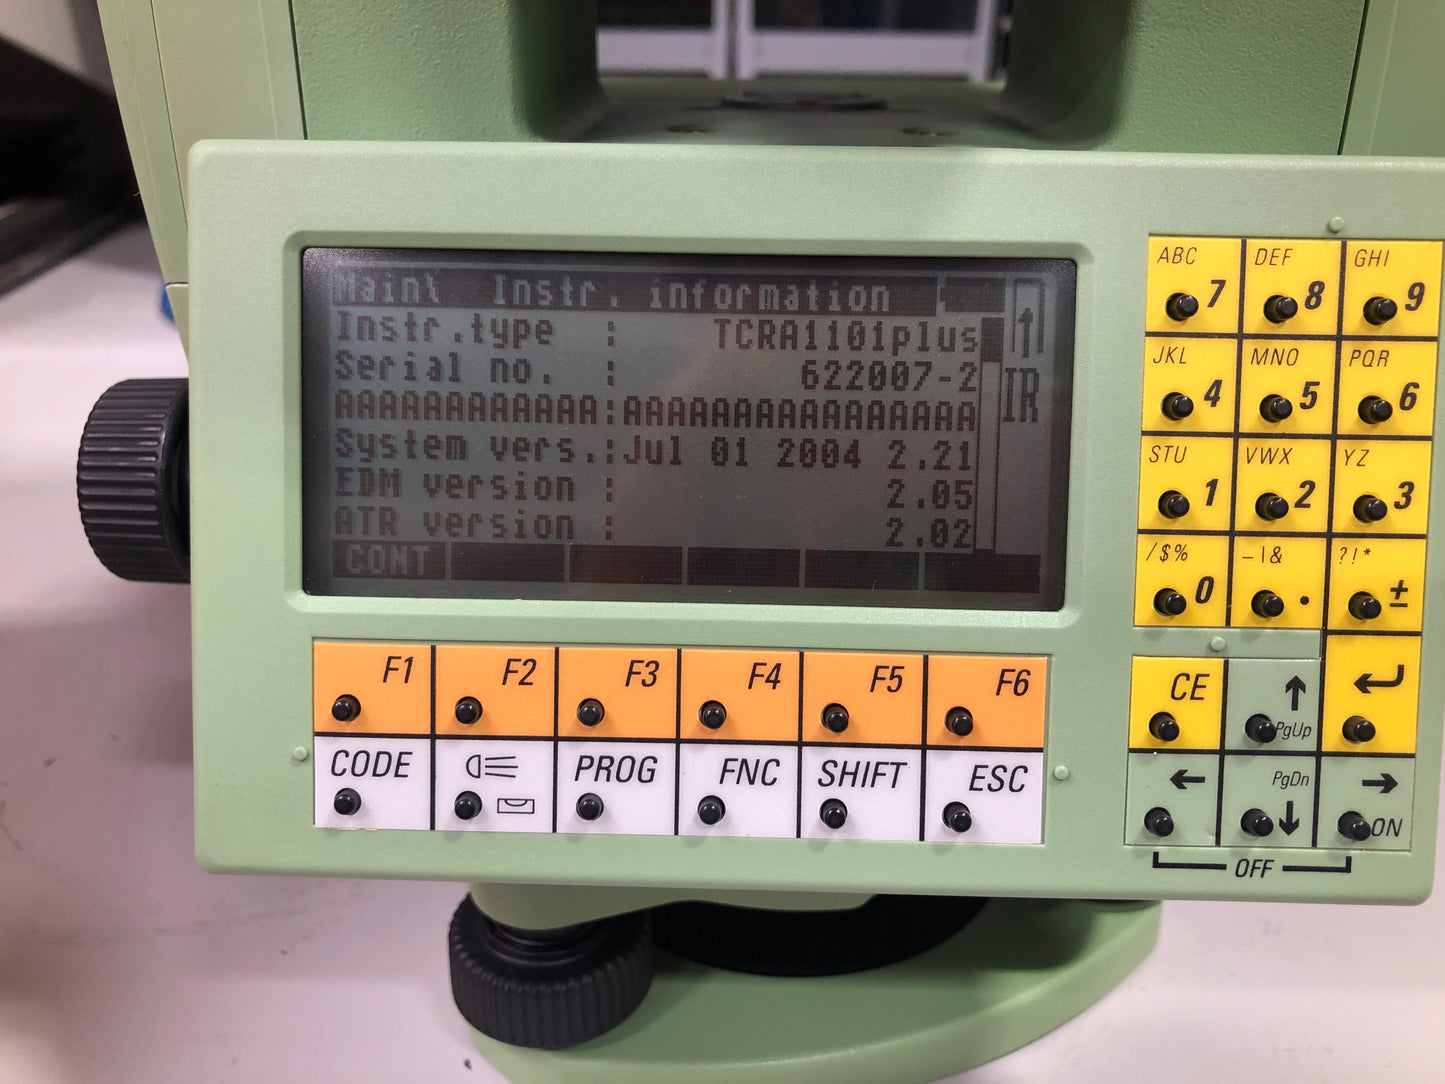 Main\ Instr. information
Instr.type : TCRA1101plus
Serial no. : 622007-2
IR
AAAAAAAAAAAA:AAAAAAAAAAAAAAAA
System vers.:Jul 01 2004 2.21
EDM version : 2.05
ATR version : 2.02
CONT
F1 F2 F3 F4 F5 F6
CODE PROG FNC SHIFT ESC
ABC 7 DEF 8 GHI 9
JKL 4 MNO 5 PQR 6
STU 1 VWX 2 YZ 3
/$% 0 -|& . ?!* ±
CE ↑ PgUp ↵
← PgDn ↓ → ON
OFF